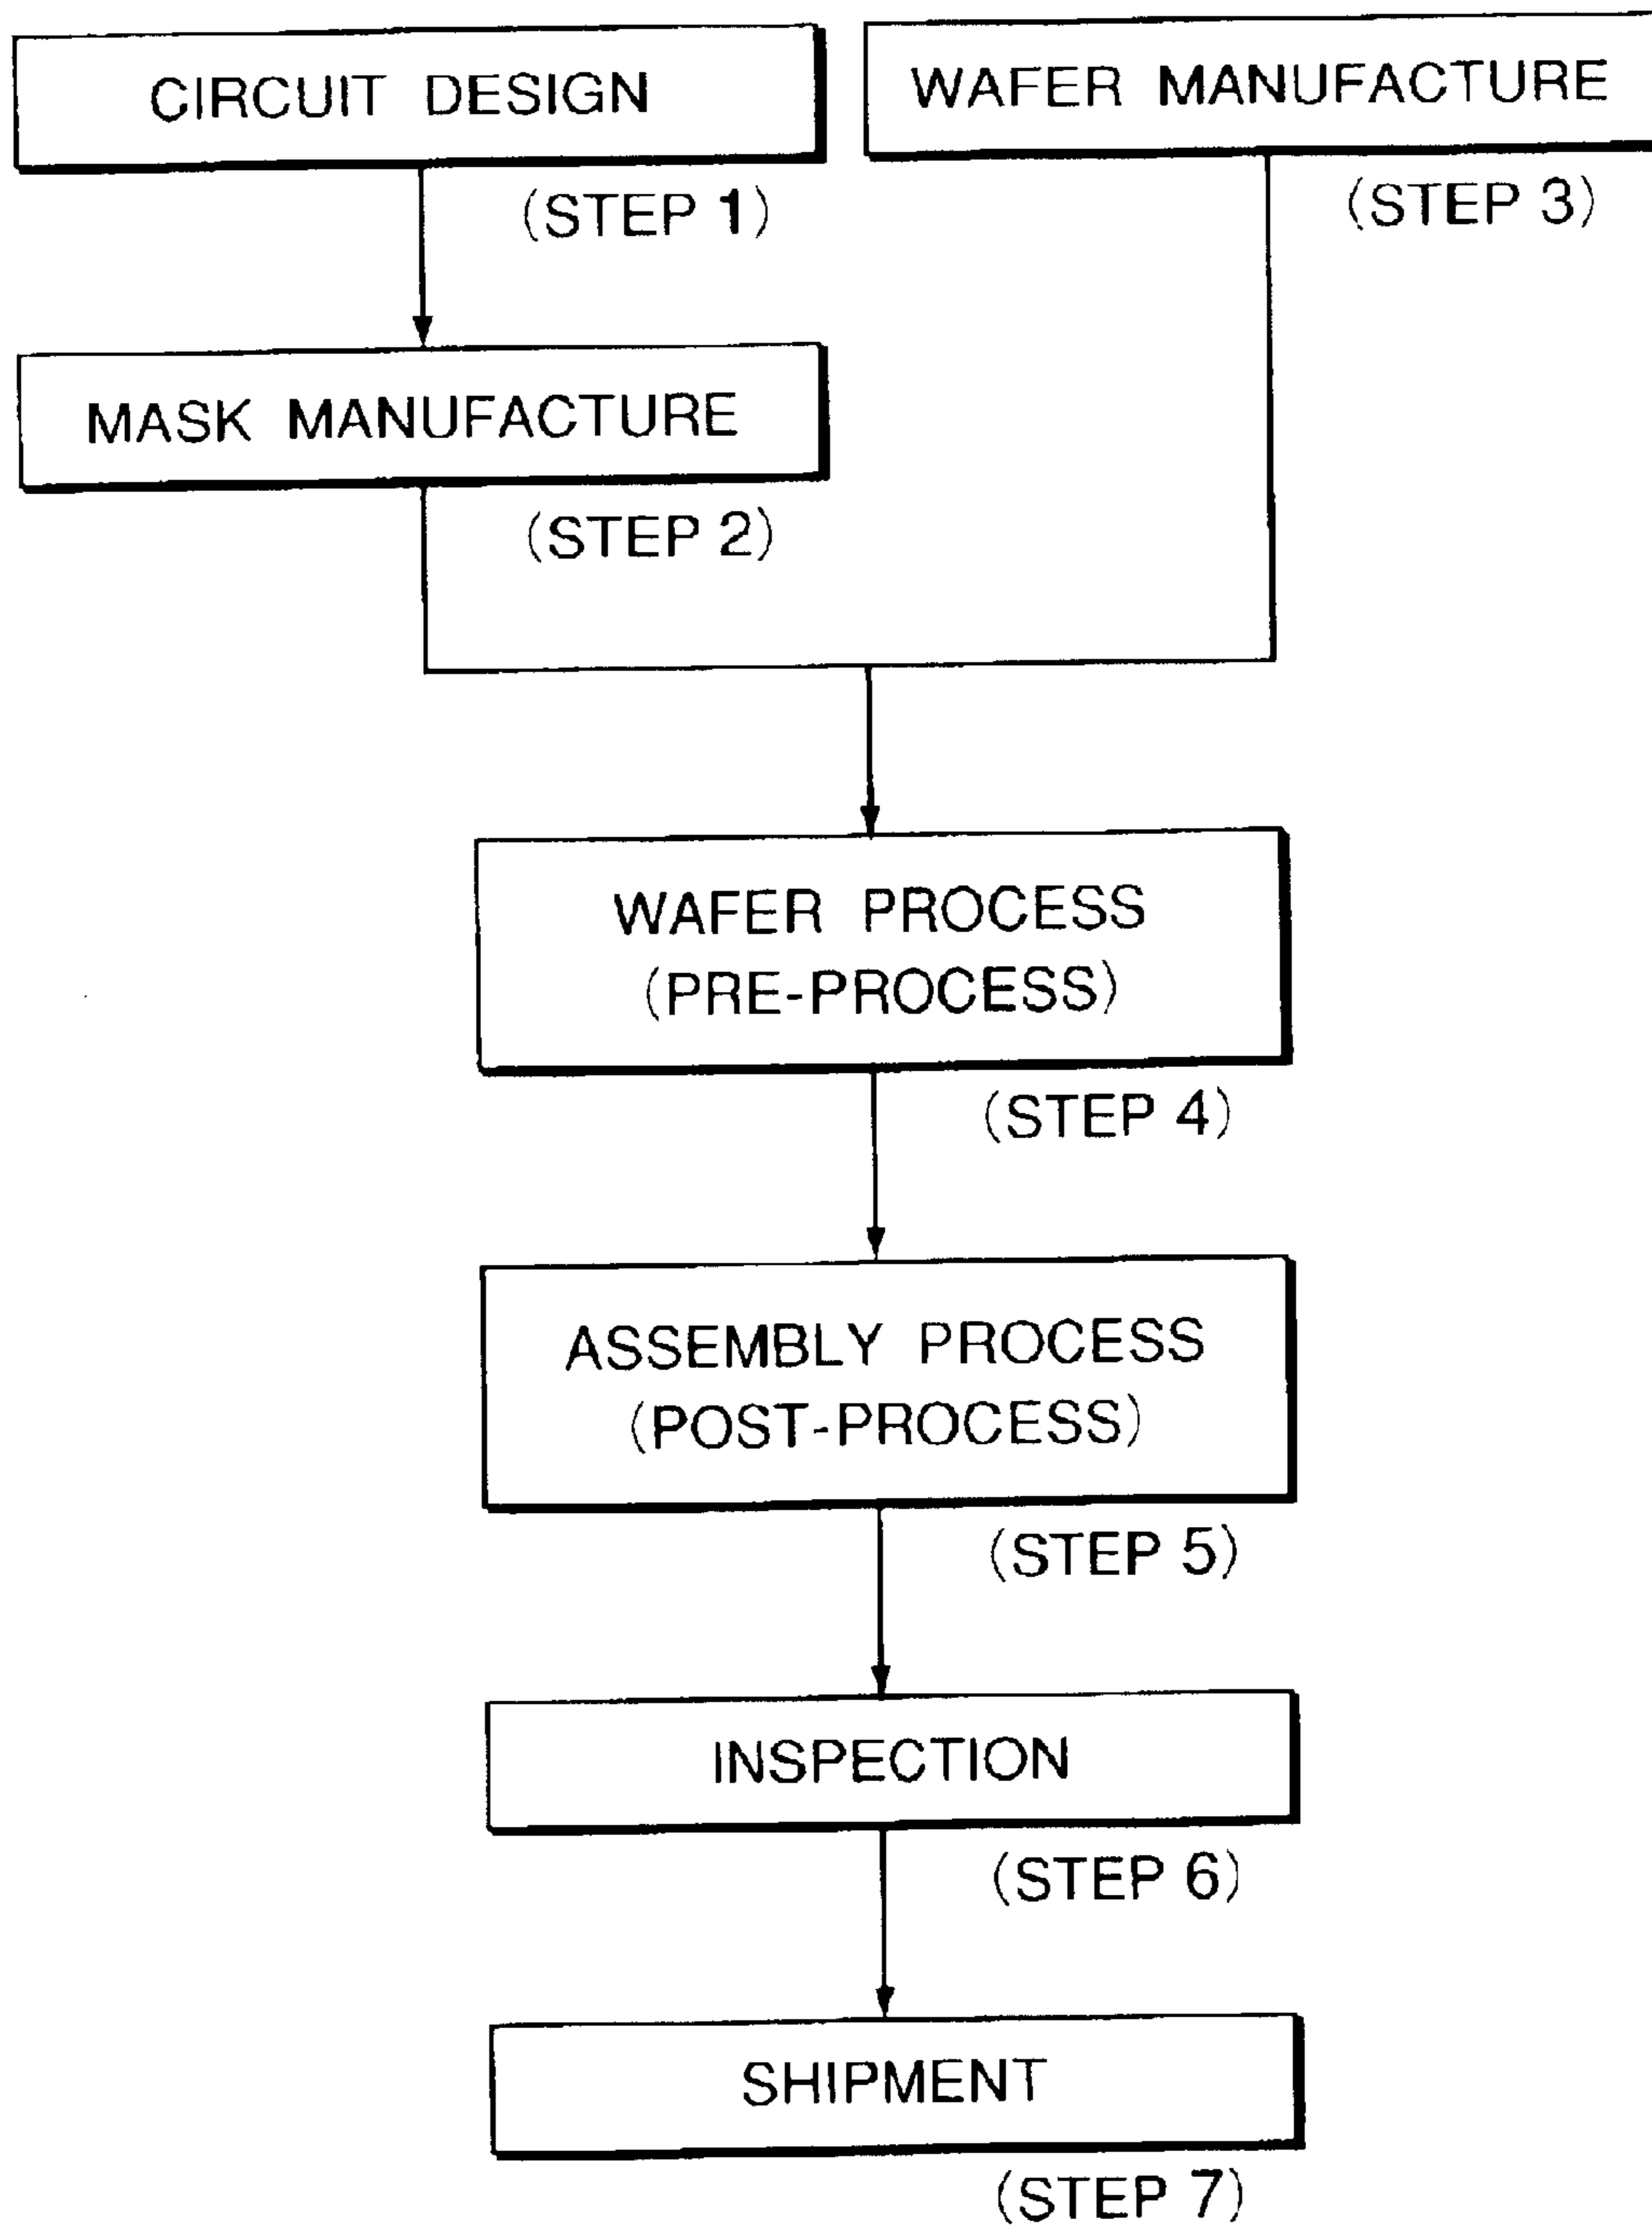 CIRCUIT DESIGN
(STEP 1)
WAFER MANUFACTURE
(STEP 3)
MASK MANUFACTURE
(STEP 2)
WAFER PROCESS
(PRE-PROCESS)
(STEP 4)
ASSEMBLY PROCESS
(POST-PROCESS)
(STEP 5)
INSPECTION
(STEP 6)
SHIPMENT
(STEP 7)